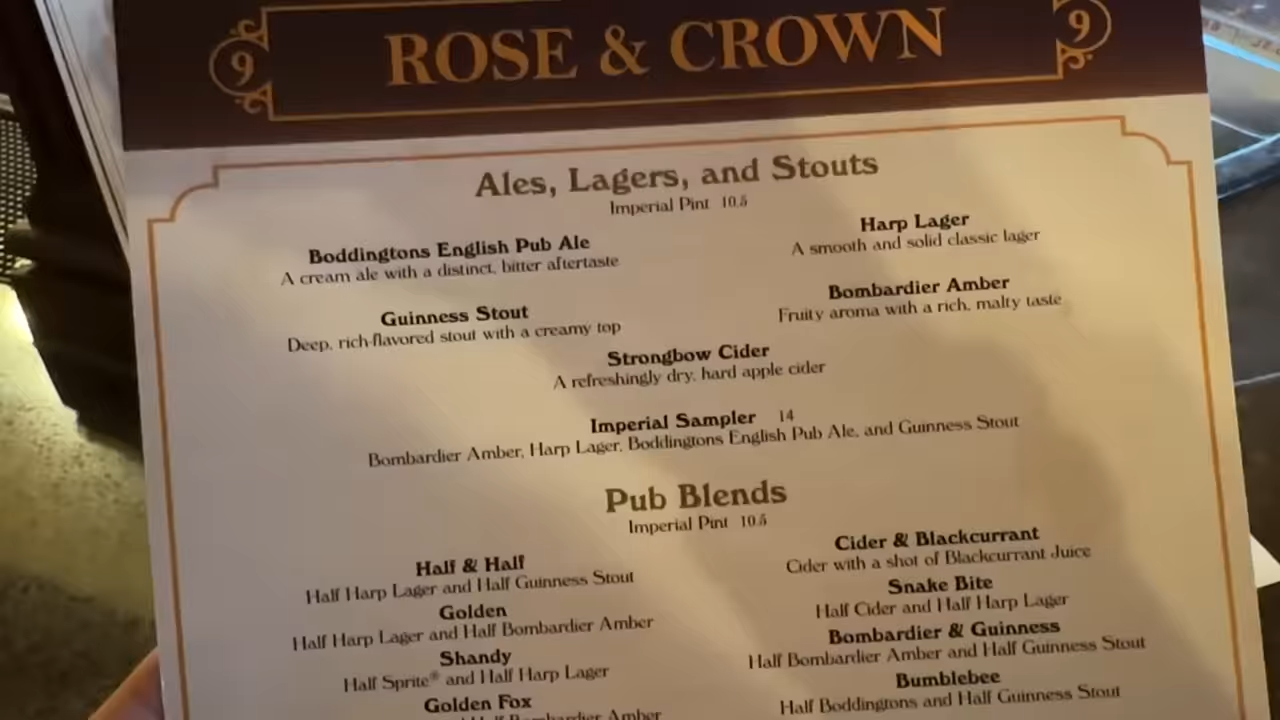 9 ROSE & CROWN 9
Ales, Lagers, and Stouts
Imperial Pint 10.5
Boddingtons English Pub Ale
A cream ale with a distinct, bitter aftertaste
Harp Lager
A smooth and solid classic lager
Guinness Stout
Deep, rich-flavored stout with a creamy top
Bombardier Amber
Fruity aroma with a rich, malty taste
Strongbow Cider
A refreshingly dry, hard apple cider
Imperial Sampler 14
Bombardier Amber, Harp Lager, Boddingtons English Pub Ale, and Guinness Stout
Pub Blends
Imperial Pint 10.5
Half & Half
Half Harp Lager and Half Guinness Stout
Golden
Half Harp Lager and Half Bombardier Amber
Shandy
Half Sprite® and Half Harp Lager
Golden Fox
Half Bombardier Amber
Cider & Blackcurrant
Cider with a shot of Blackcurrant Juice
Snake Bite
Half Cider and Half Harp Lager
Bombardier & Guinness
Half Bombardier Amber and Half Guinness Stout
Bumblebee
Half Boddingtons and Half Guinness Stout